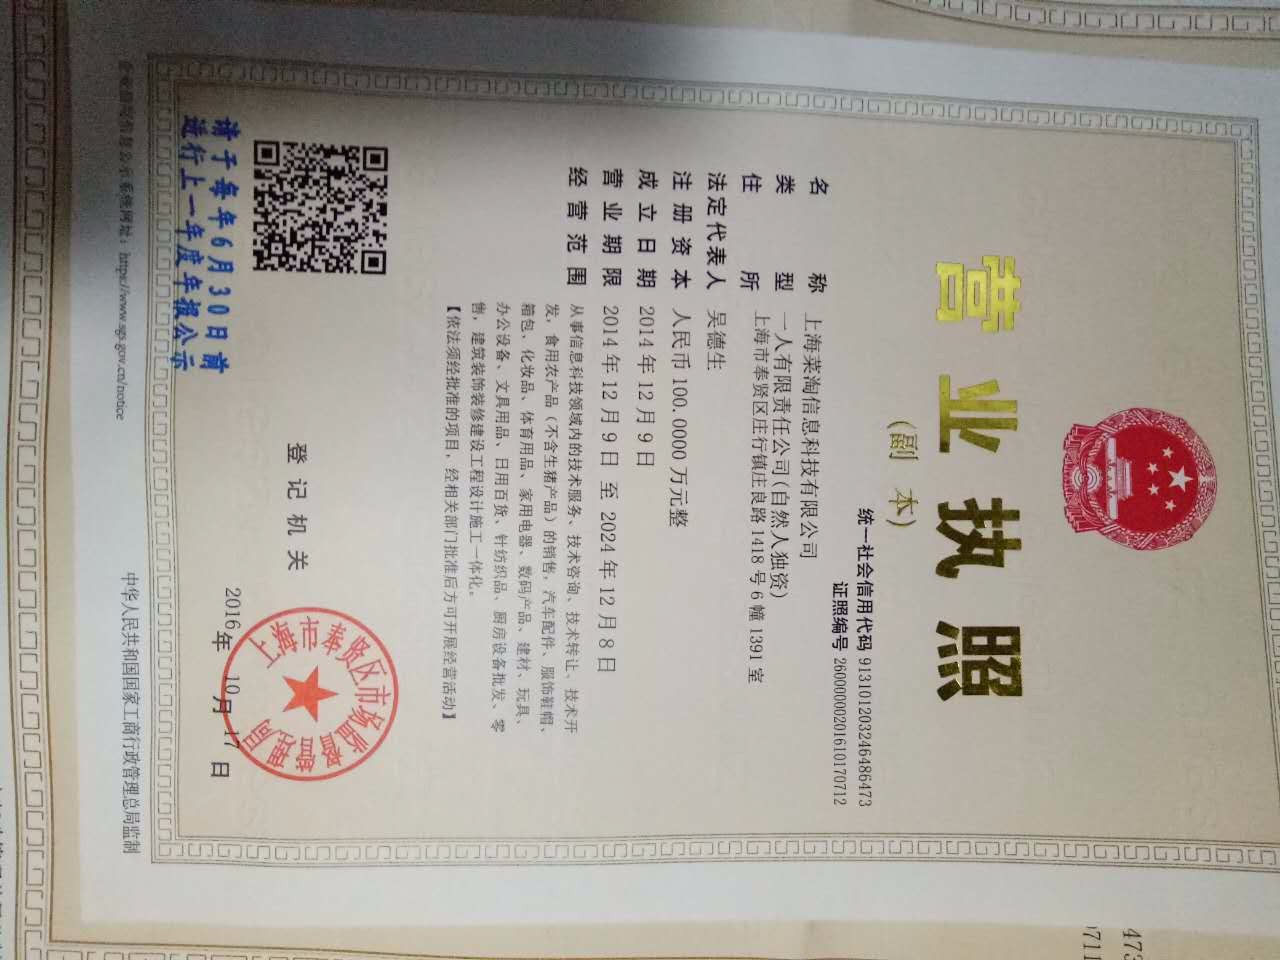 473
0711
营业执照
(副 本)
统一社会信用代码 913101203246486473
证照编号 26000000201610170712
名 称 上海菜淘信息科技有限公司
类 型 一人有限责任公司(自然人独资)
住 所 上海市奉贤区庄行镇庄良路 1418 号 6 幢 1391 室
法定代表人 吴德生
注册资本 人民币 100.0000 万元整
成立日期 2014 年 12 月 9 日
营业期限 2014 年 12 月 9 日 至 2024 年 12 月 8 日
经营范围 从事信息科技领域内的技术服务、技术咨询、技术转让、技术开
发，食用农产品（不含生猪产品）的销售，汽车配件、服饰鞋帽、
箱包、化妆品、体育用品、家用电器、数码产品、建材、玩具、
办公设备、文具用品、日用百货、针纺织品、厨房设备批发、零
售，建筑装饰装修建设工程设计施工一体化。
【依法须经批准的项目，经相关部门批准后方可开展经营活动】
登记机关
上海市奉贤区市场监督管理局
2016 年 10 月 17 日
请于每年6月30日前
进行上一年度年报公示
企业信用信息公示系统网址：https://www.sgs.gov.cn/notice
中华人民共和国国家工商行政管理总局监制